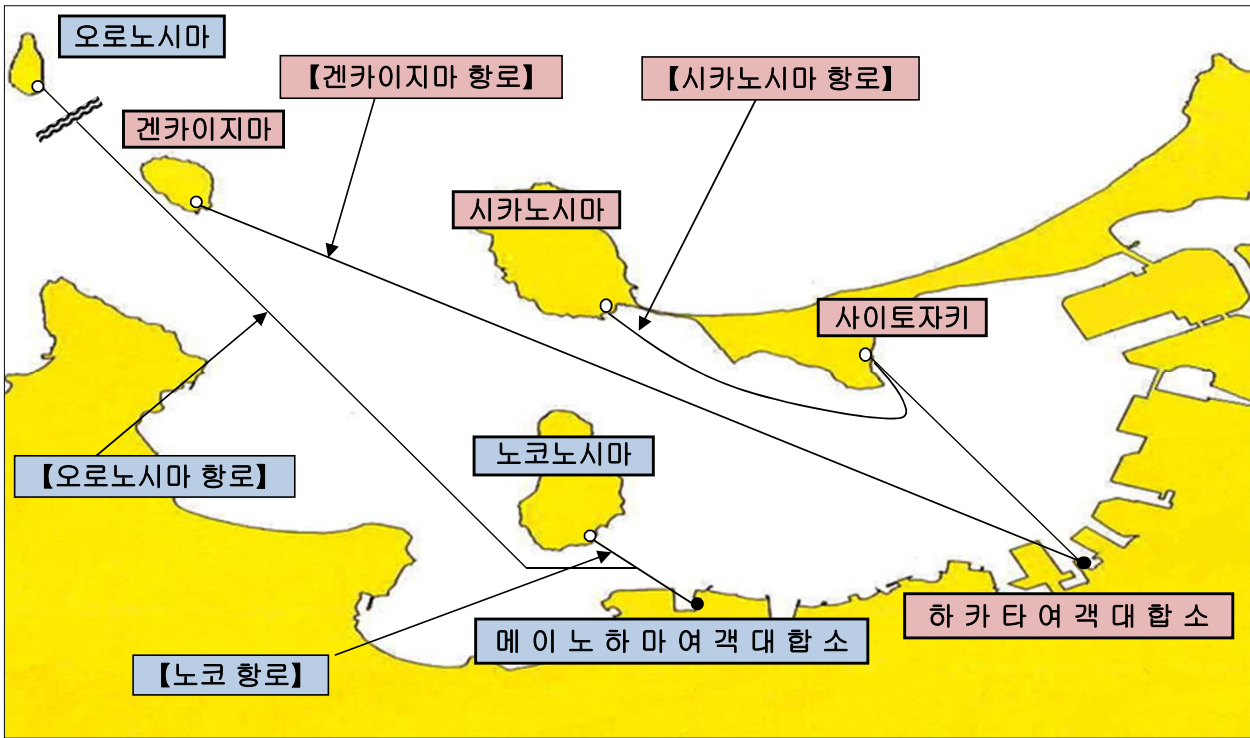 오로노시마
【겐카이지마 항로】
【시카노시마 항로】
겐카이지마
시카노시마
사이토자키
노코노시마
【오로노시마 항로】
하 카 타 여 객 대 합 소
메 이 노 하 마 여 객 대 합 소
【노코 항로】